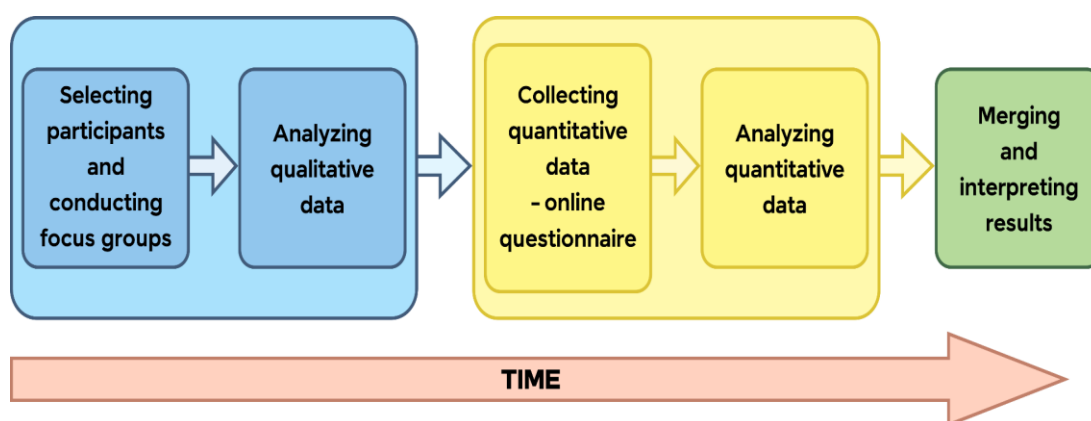 Selecting
participants
and
conducting
focus groups
Analyzing
qualitative
data
Collecting
quantitative
data
- online
questionnaire
Analyzing
quantitative
data
Merging
and
interpreting
results
TIME